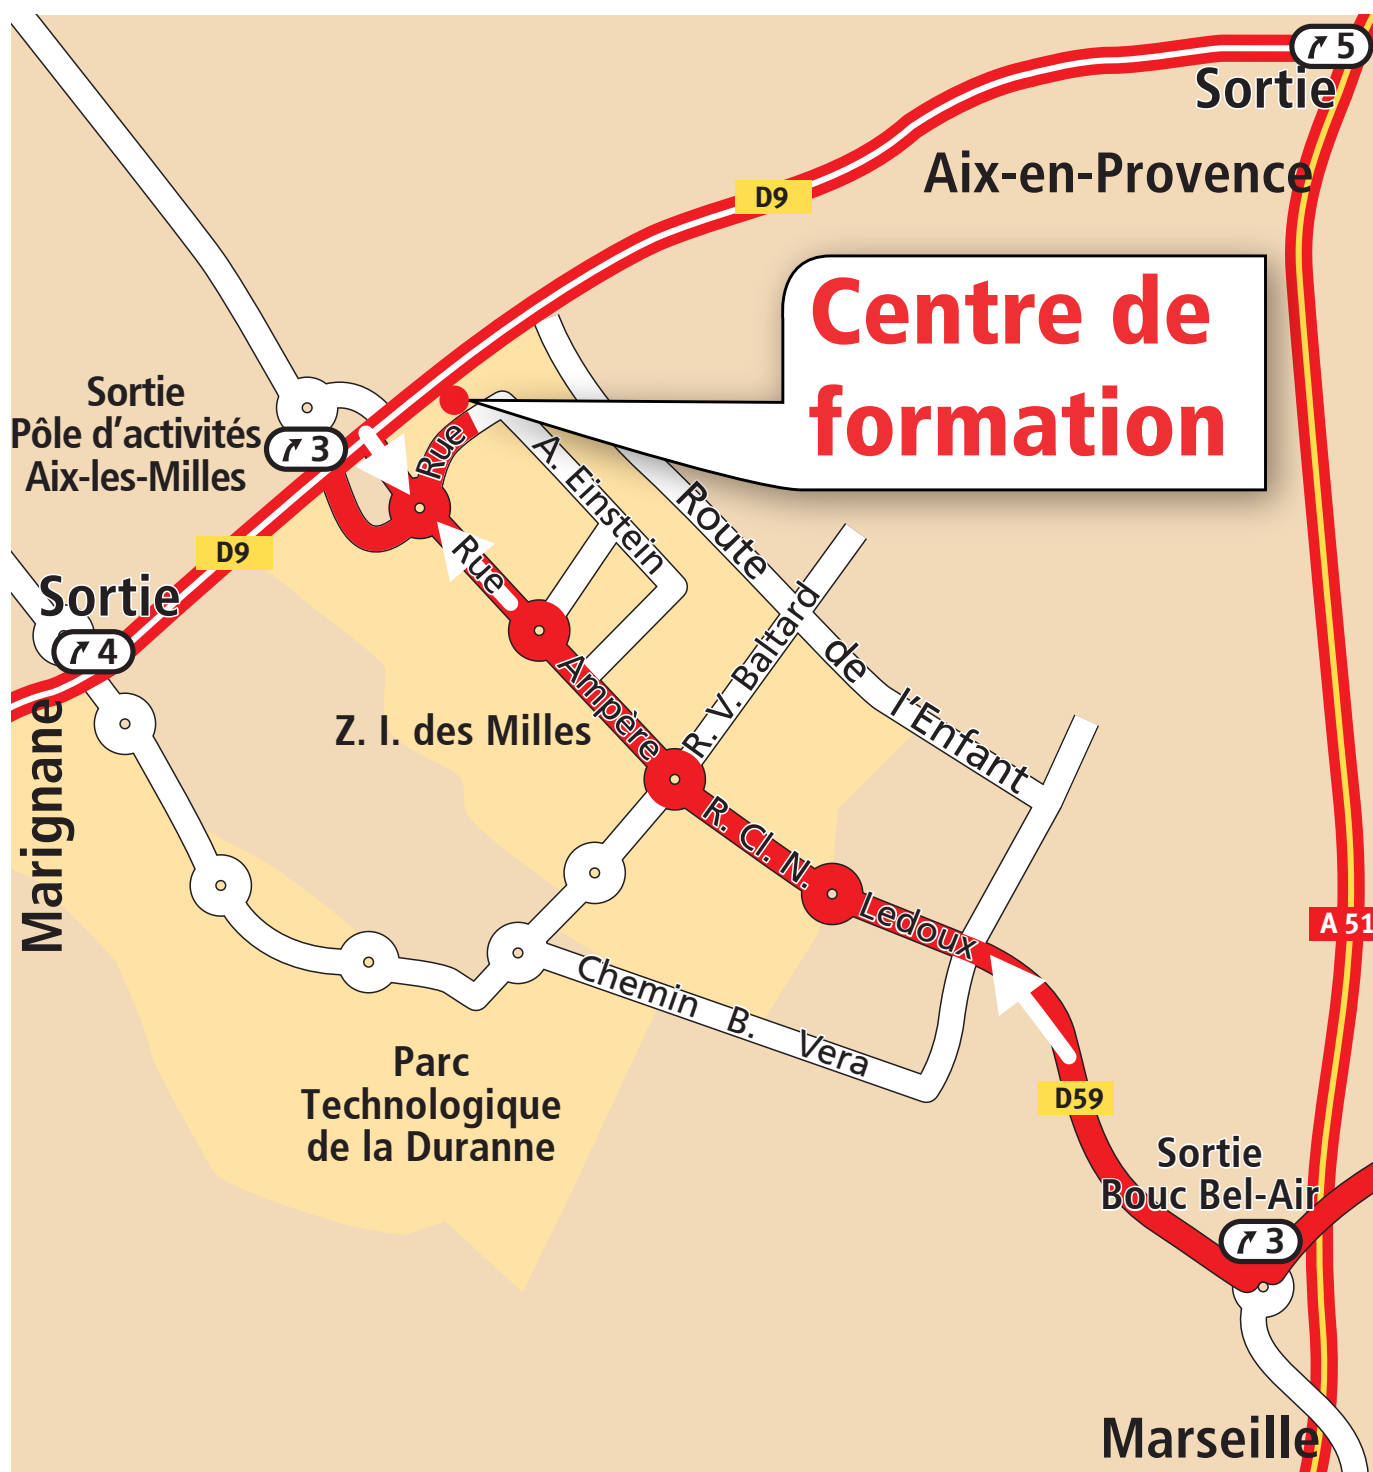 5
Sortie
Aix-en-Provence
D9
Centre de
formation
Sortie
Pôle d'activités
Aix-les-Milles
3
Rue
A. Einstein
Route de l'Enfant
D9
Rue Ampère
Sortie
4
Marignane
R. V. Baltard
Z. I. des Milles
R. Cl. N. Ledoux
A 51
Chemin B. Vera
Parc
Technologique
de la Duranne
D59
Sortie
Bouc Bel-Air
3
Marseille